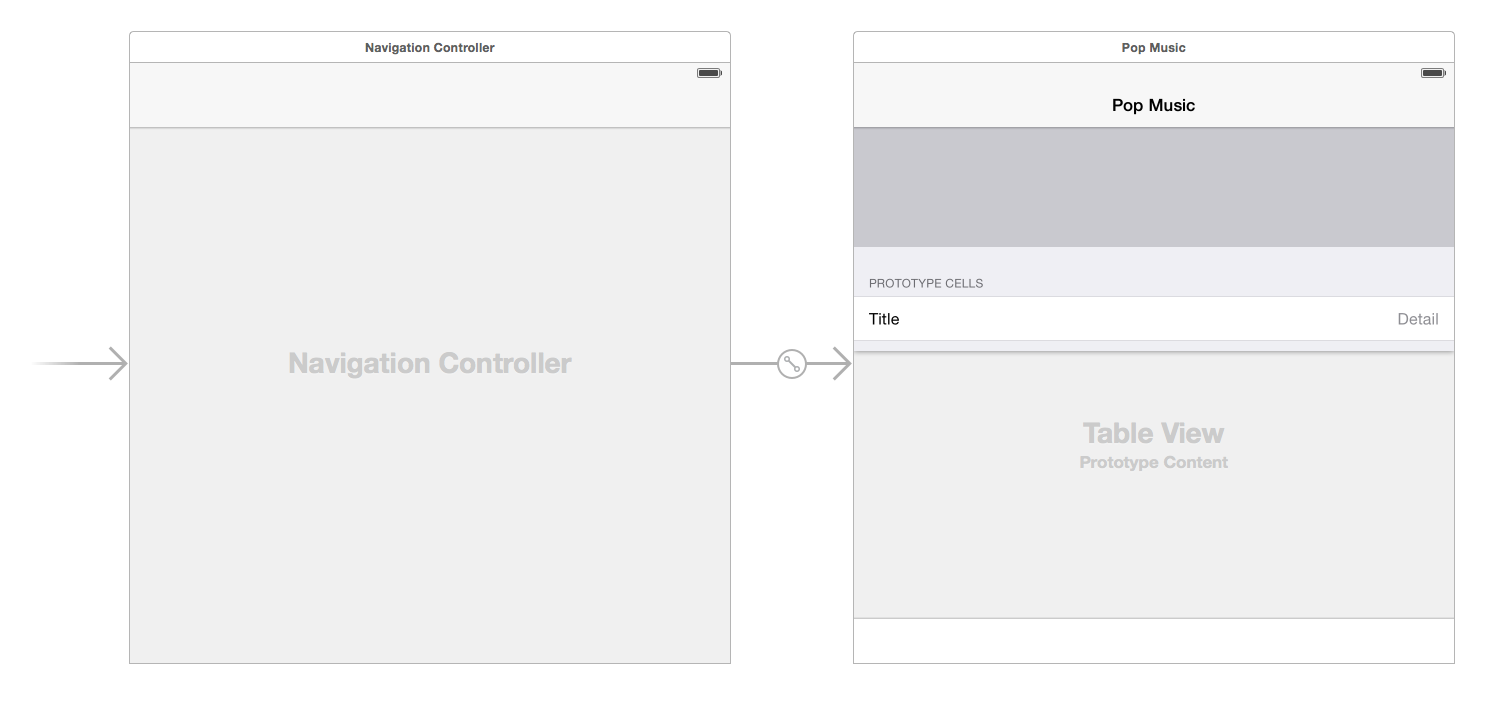 Navigation Controller
Navigation Controller
Pop Music
Pop Music
PROTOTYPE CELLS
Title Detail
Table View
Prototype Content